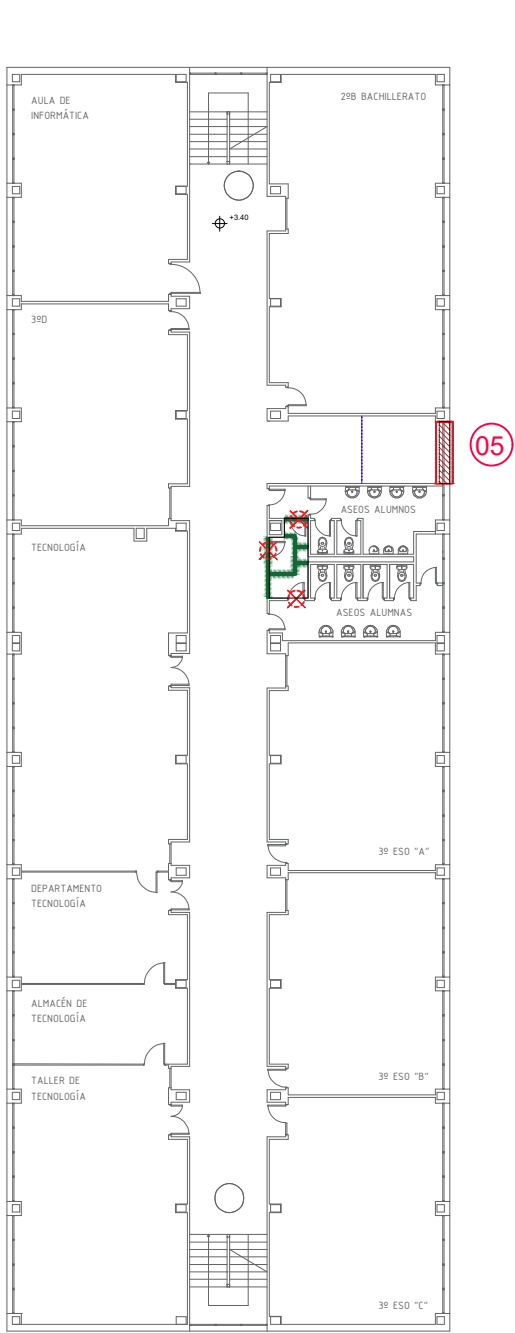 AULA DE
INFORMÁTICA
2ºB BACHILLERATO
+3.40
3ºD
05
ASEOS ALUMNOS
TECNOLOGÍA
ASEOS ALUMNAS
3º ESO "A"
DEPARTAMENTO
TECNOLOGÍA
ALMACÉN DE
TECNOLOGÍA
3º ESO "B"
TALLER DE
TECNOLOGÍA
3º ESO "C"